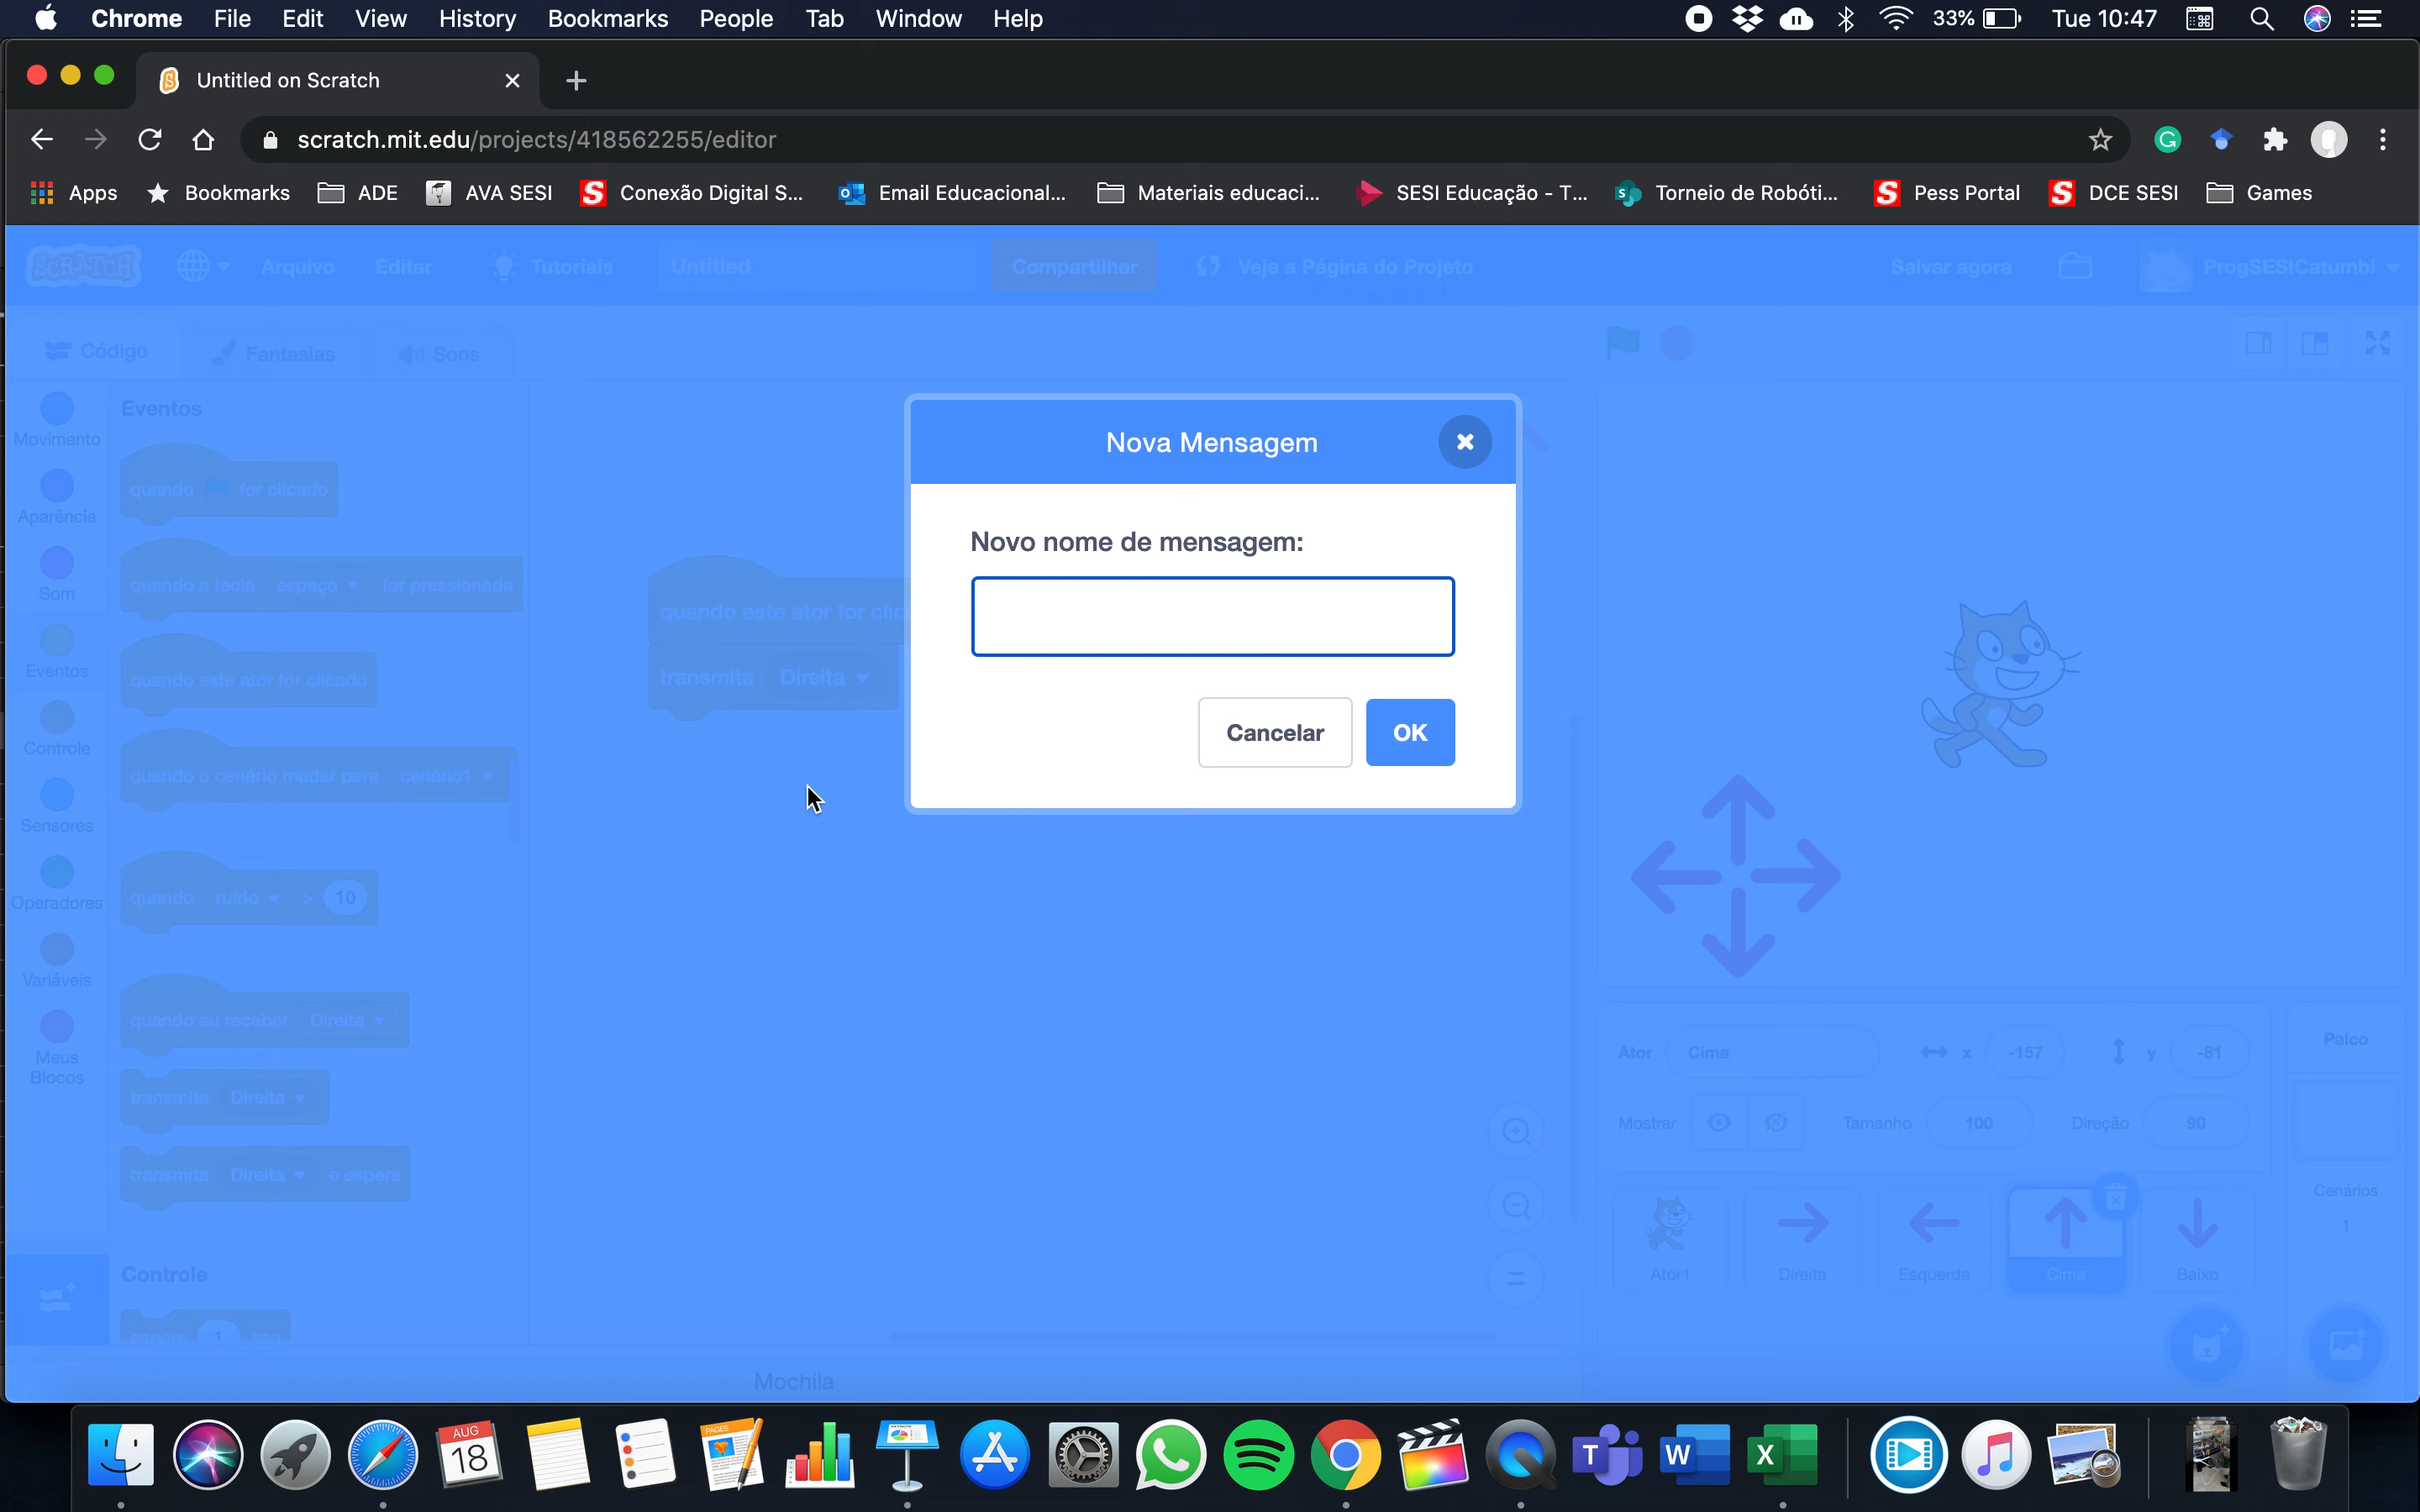 Chrome File Edit View History Bookmarks People Tab Window Help 33% Tue 10:47
Untitled on Scratch
scratch.mit.edu/projects/418562255/editor
Apps Bookmarks ADE AVA SESI Conexão Digital S... Email Educacional... Materiais educaci... SESI Educação - T... Torneio de Robóti... Pess Portal DCE SESI Games
SCRATCH Arquivo Editar Tutoriais Untitled Compartilhar Veja a Página do Projeto Salvar agora ProgSESICatumbi
Código Fantasias Sons
Movimento
Aparência
Som
Eventos
Controle
Sensores
Operadores
Variáveis
Meus
Blocos
Eventos
quando for clicado
quando a tecla espaço for pressionada
quando este ator for clicado
quando o cenário mudar para cenário1
quando ruído > 10
quando eu receber Direita
transmita Direita
transmita Direita e espere
Controle
espere 1 seg
quando este ator for clic
transmita Direita
Nova Mensagem
Novo nome de mensagem:
Cancelar OK
Ator Cima x -157 y -81
Mostrar Tamanho 100 Direção 90
Ator1 Direita Esquerda Cima Baixo
Palco
Cenários
1
Mochila
AUG
18
PAGES
T
W
X